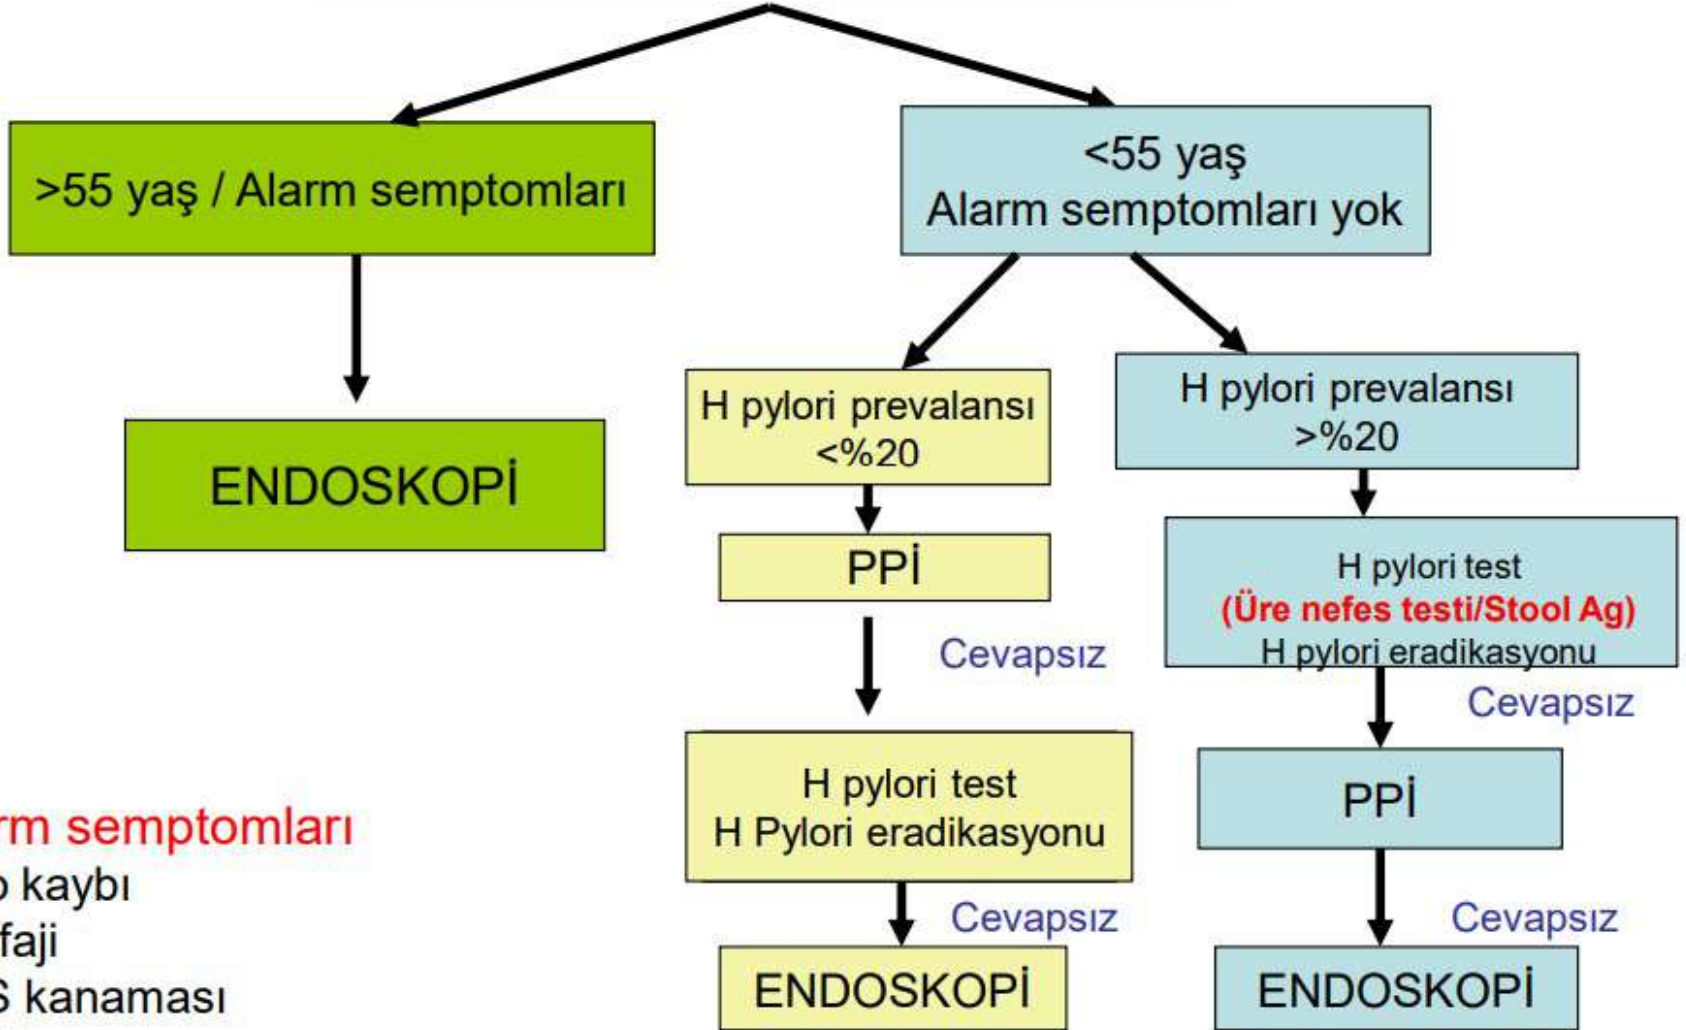 >55 yaş / Alarm semptomları
<55 yaş
Alarm semptomları yok
ENDOSKOPİ
H pylori prevalansı
<%20
PPİ
Cevapsız
H pylori test
H Pylori eradikasyonu
Cevapsız
ENDOSKOPİ
H pylori prevalansı
>%20
H pylori test
(Üre nefes testi/Stool Ag)
H pylori eradikasyonu
Cevapsız
PPİ
Cevapsız
ENDOSKOPİ
semptomları
kaybı
kanaması